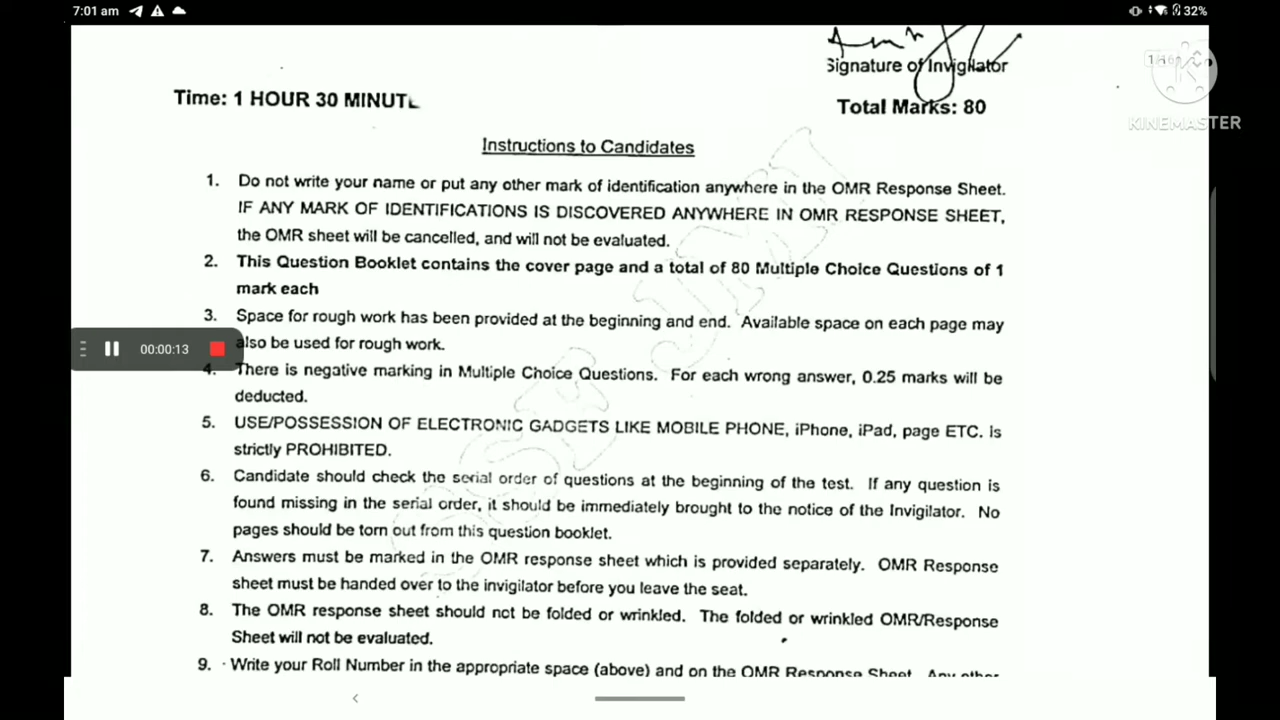 7:01 am
32%
Signature of Invigilator
KINEMASTER
Time: 1 HOUR 30 MINUT
Total Marks: 80
Instructions to Candidates
1. Do not write your name or put any other mark of identification anywhere in the OMR Response Sheet.
IF ANY MARK OF IDENTIFICATIONS IS DISCOVERED ANYWHERE IN OMR RESPONSE SHEET,
the OMR sheet will be cancelled, and will not be evaluated.
2. This Question Booklet contains the cover page and a total of 80 Multiple Choice Questions of 1
mark each
3. Space for rough work has been provided at the beginning and end. Available space on each page may
also be used for rough work.
00:00:13
4. There is negative marking in Multiple Choice Questions. For each wrong answer, 0.25 marks will be
deducted.
5. USE/POSSESSION OF ELECTRONIC GADGETS LIKE MOBILE PHONE, iPhone, iPad, page ETC. is
strictly PROHIBITED.
6. Candidate should check the serial order of questions at the beginning of the test. If any question is
found missing in the serial order, it should be immediately brought to the notice of the Invigilator. No
pages should be torn out from this question booklet.
7. Answers must be marked in the OMR response sheet which is provided separately. OMR Response
sheet must be handed over to the invigilator before you leave the seat.
8. The OMR response sheet should not be folded or wrinkled. The folded or wrinkled OMR/Response
Sheet will not be evaluated.
9. Write your Roll Number in the appropriate space (above) and on the OMR Response Sheet. Any other